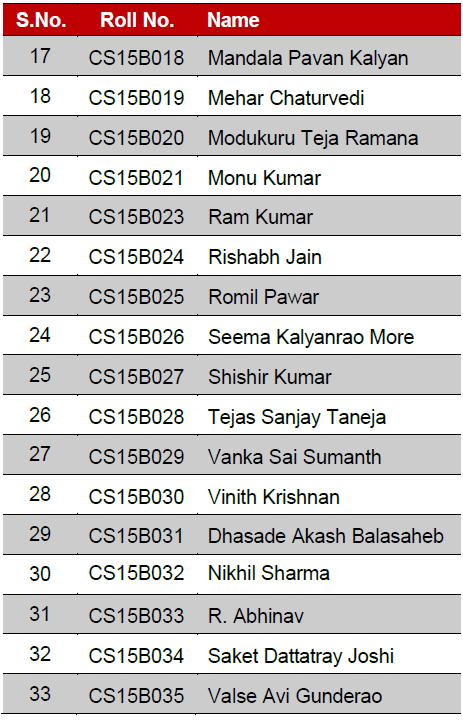 S.No. Roll No. Name
17 CS15B018 Mandala Pavan Kalyan
18 CS15B019 Mehar Chaturvedi
19 CS15B020 Modukuru Teja Ramana
20 CS15B021 Monu Kumar
21 CS15B023 Ram Kumar
22 CS15B024 Rishabh Jain
23 CS15B025 Romil Pawar
24 CS15B026 Seema Kalyanrao More
25 CS15B027 Shishir Kumar
26 CS15B028 Tejas Sanjay Taneja
27 CS15B029 Vanka Sai Sumanth
28 CS15B030 Vinith Krishnan
29 CS15B031 Dhasade Akash Balasaheb
30 CS15B032 Nikhil Sharma
31 CS15B033 R. Abhinav
32 CS15B034 Saket Dattatray Joshi
33 CS15B035 Valse Avi Gunderao